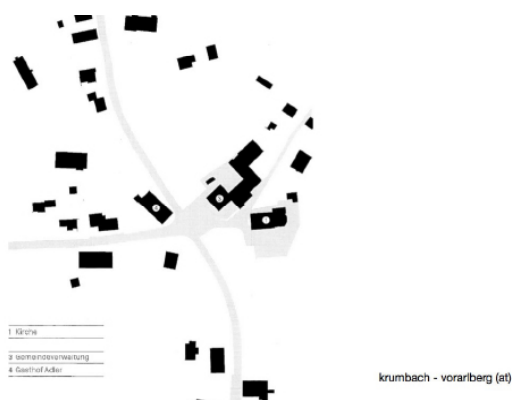 1 Kirche
3 Gemeindeverwaltung
4 Gasthof Adler
krumbach - vorarlberg (at)